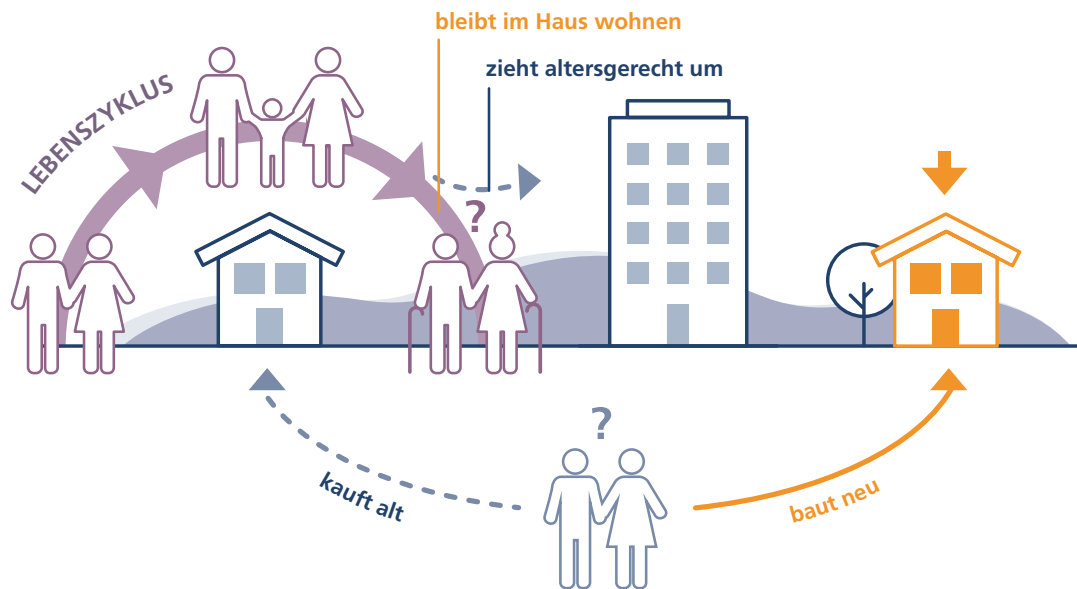 bleibt im Haus wohnen
zieht altersgerecht um
LEBENSZYKLUS
?
?
kauft alt
baut neu